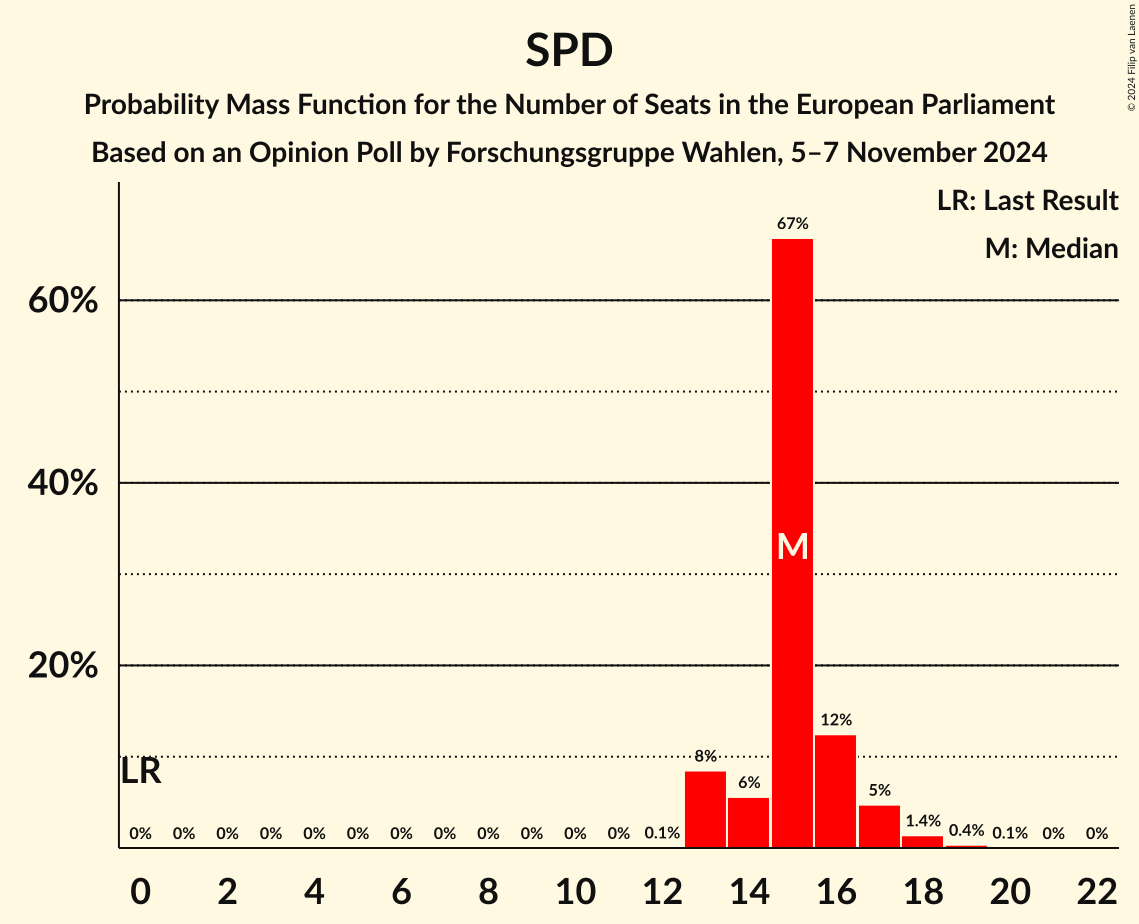 © 2024 Filip van Laenen
SPD
Probability Mass Function for the Number of Seats in the European Parliament
Based on an Opinion Poll by Forschungsgruppe Wahlen, 5–7 November 2024
LR: Last Result
M: Median
67%
60%
40%
M
20%
12%
8%
LR
6%
5%
1.4%
0.4%
0% 0% 0% 0% 0% 0% 0% 0% 0% 0% 0% 0% 0.1% 0.1% 0% 0%
0 2 4 6 8 10 12 14 16 18 20 22